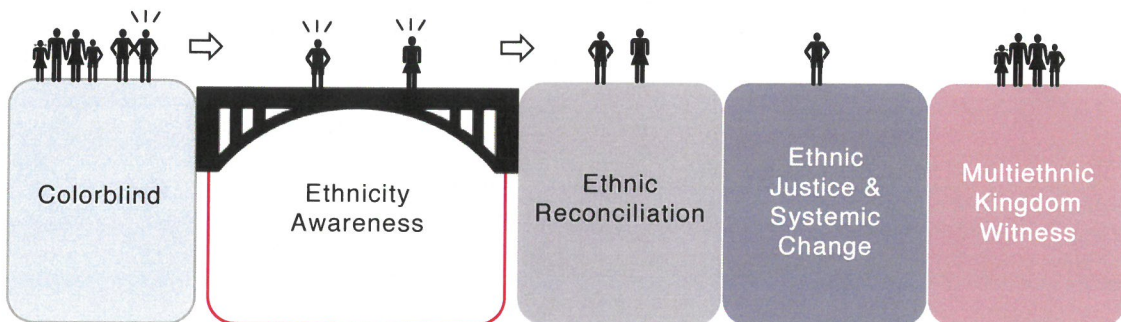 Colorblind
Ethnicity
Awareness
Ethnic
Reconciliation
Ethnic
Justice &
Systemic
Change
Multiethnic
Kingdom
Witness